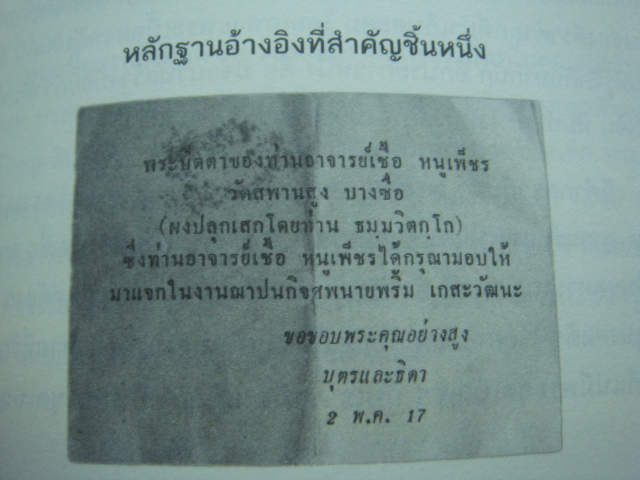 หลักฐานอ้างอิงที่สำคัญชิ้นหนึ่ง
พระปิดตาของท่านอาจารย์เชื้อ หนูเพ็ชร
วัดสพานสูง บางซื่อ
(ผงปลุกเสกโดยท่าน ธมฺมวิตกฺโก)
ซึ่งท่านอาจารย์เชื้อ หนูเพ็ชรได้กรุณามอบให้
มาแจกในงานฌาปนกิจศพนายพริ้ม เกสะวัฒนะ
ขอขอบพระคุณอย่างสูง
บุตรและธิดา
2 พ.ค. 17